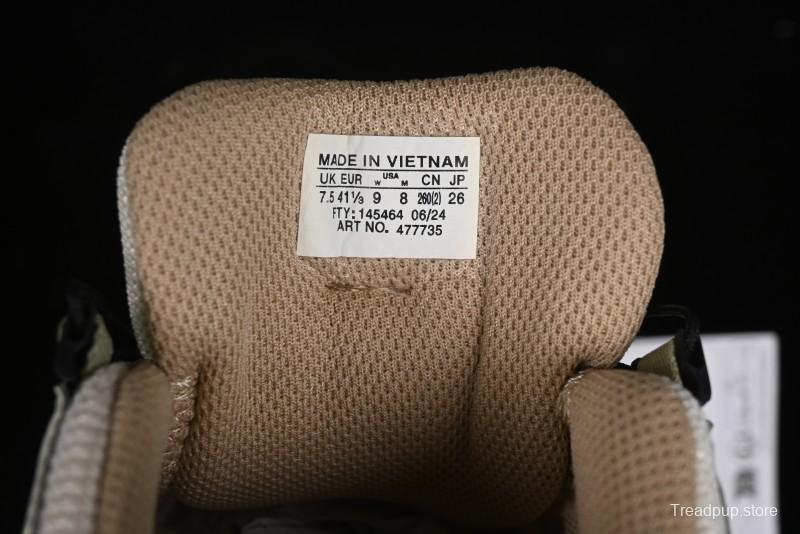 MADE IN VIETNAM
UK EUR W USA M CN JP
7.5 41⅓ 9 8 260(2) 26
FTY: 145464 06/24
ART NO. 477735
Treadpup.store